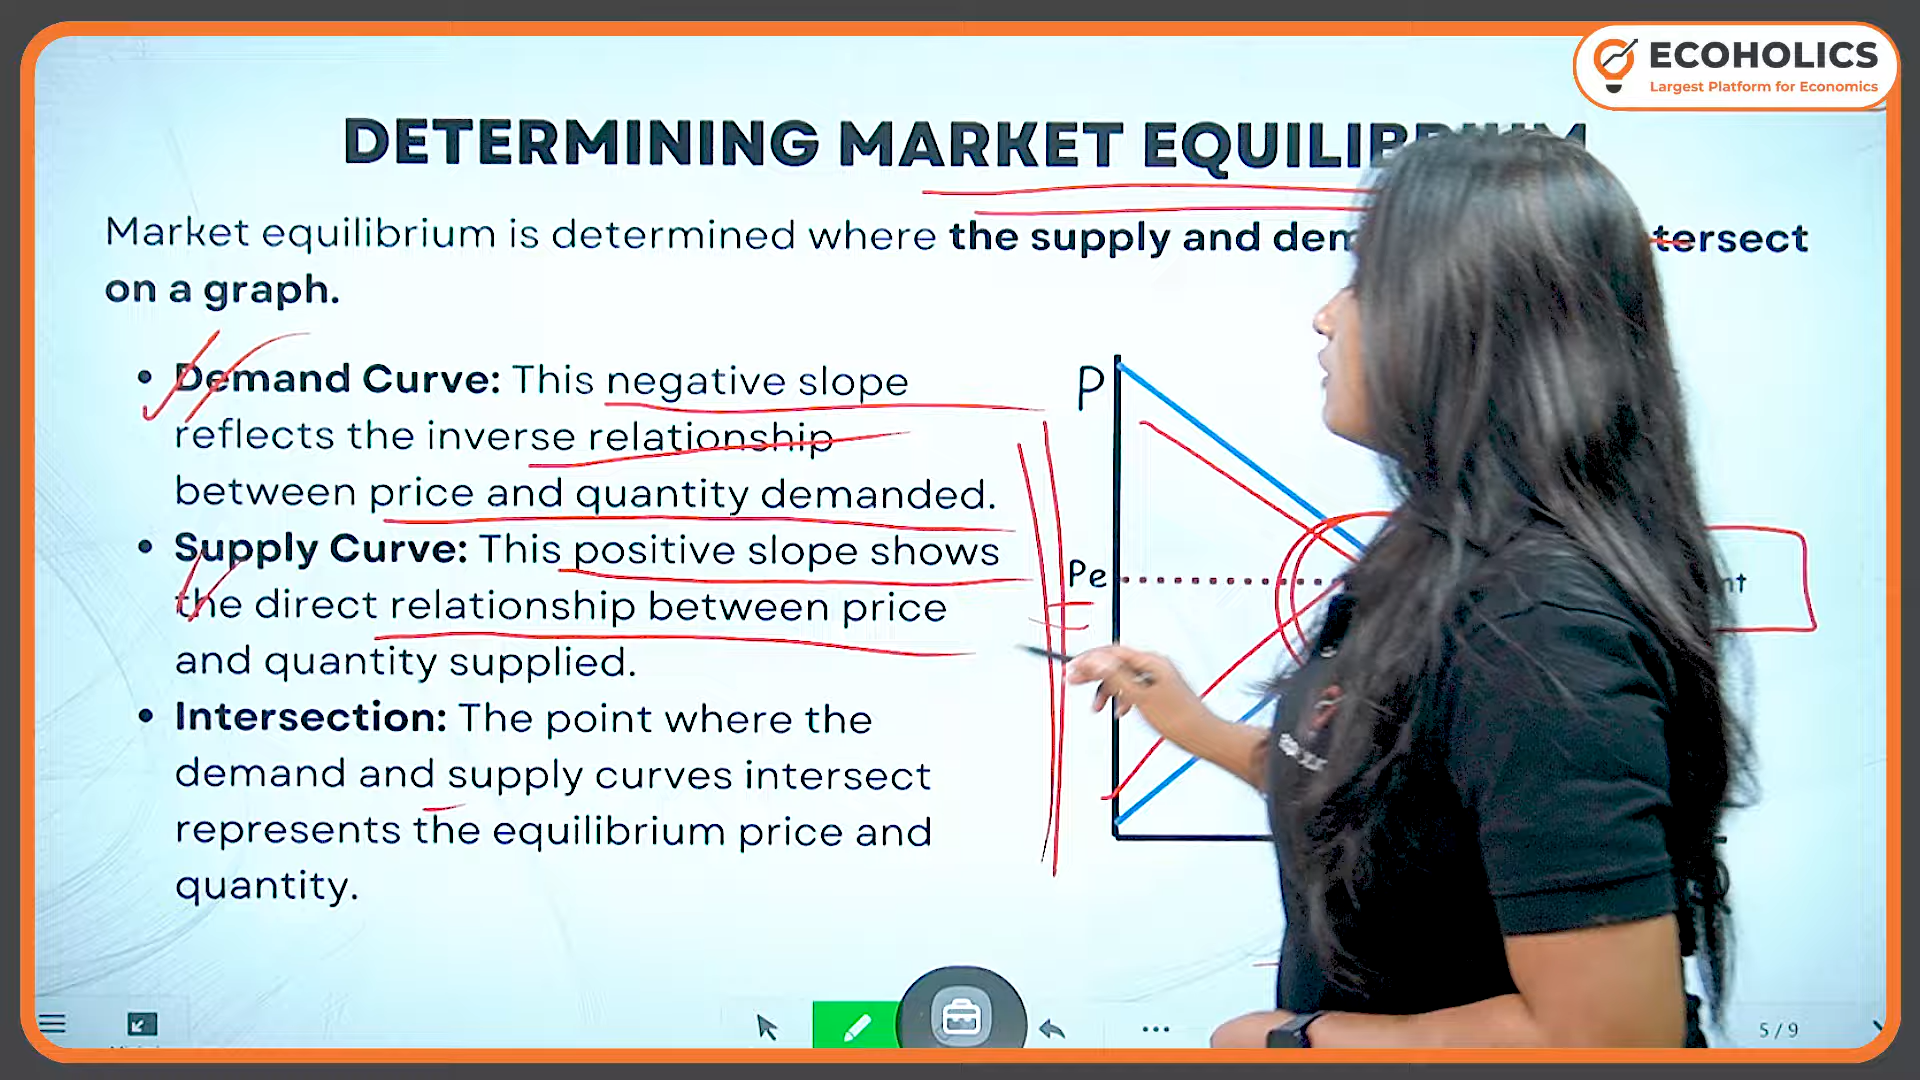 ECOHOLICS
Largest Platform for Economics
DETERMINING MARKET
Market equilibrium is determined where the supply and
on a graph.
• Demand Curve: This negative slope
reflects the inverse relationship
between price and quantity demanded.
• Supply Curve: This positive slope shows
the direct relationship between price
and quantity supplied.
• Intersection: The point where the
demand and supply curves intersect
represents the equilibrium price and
quantity.
P
Pe
5/9